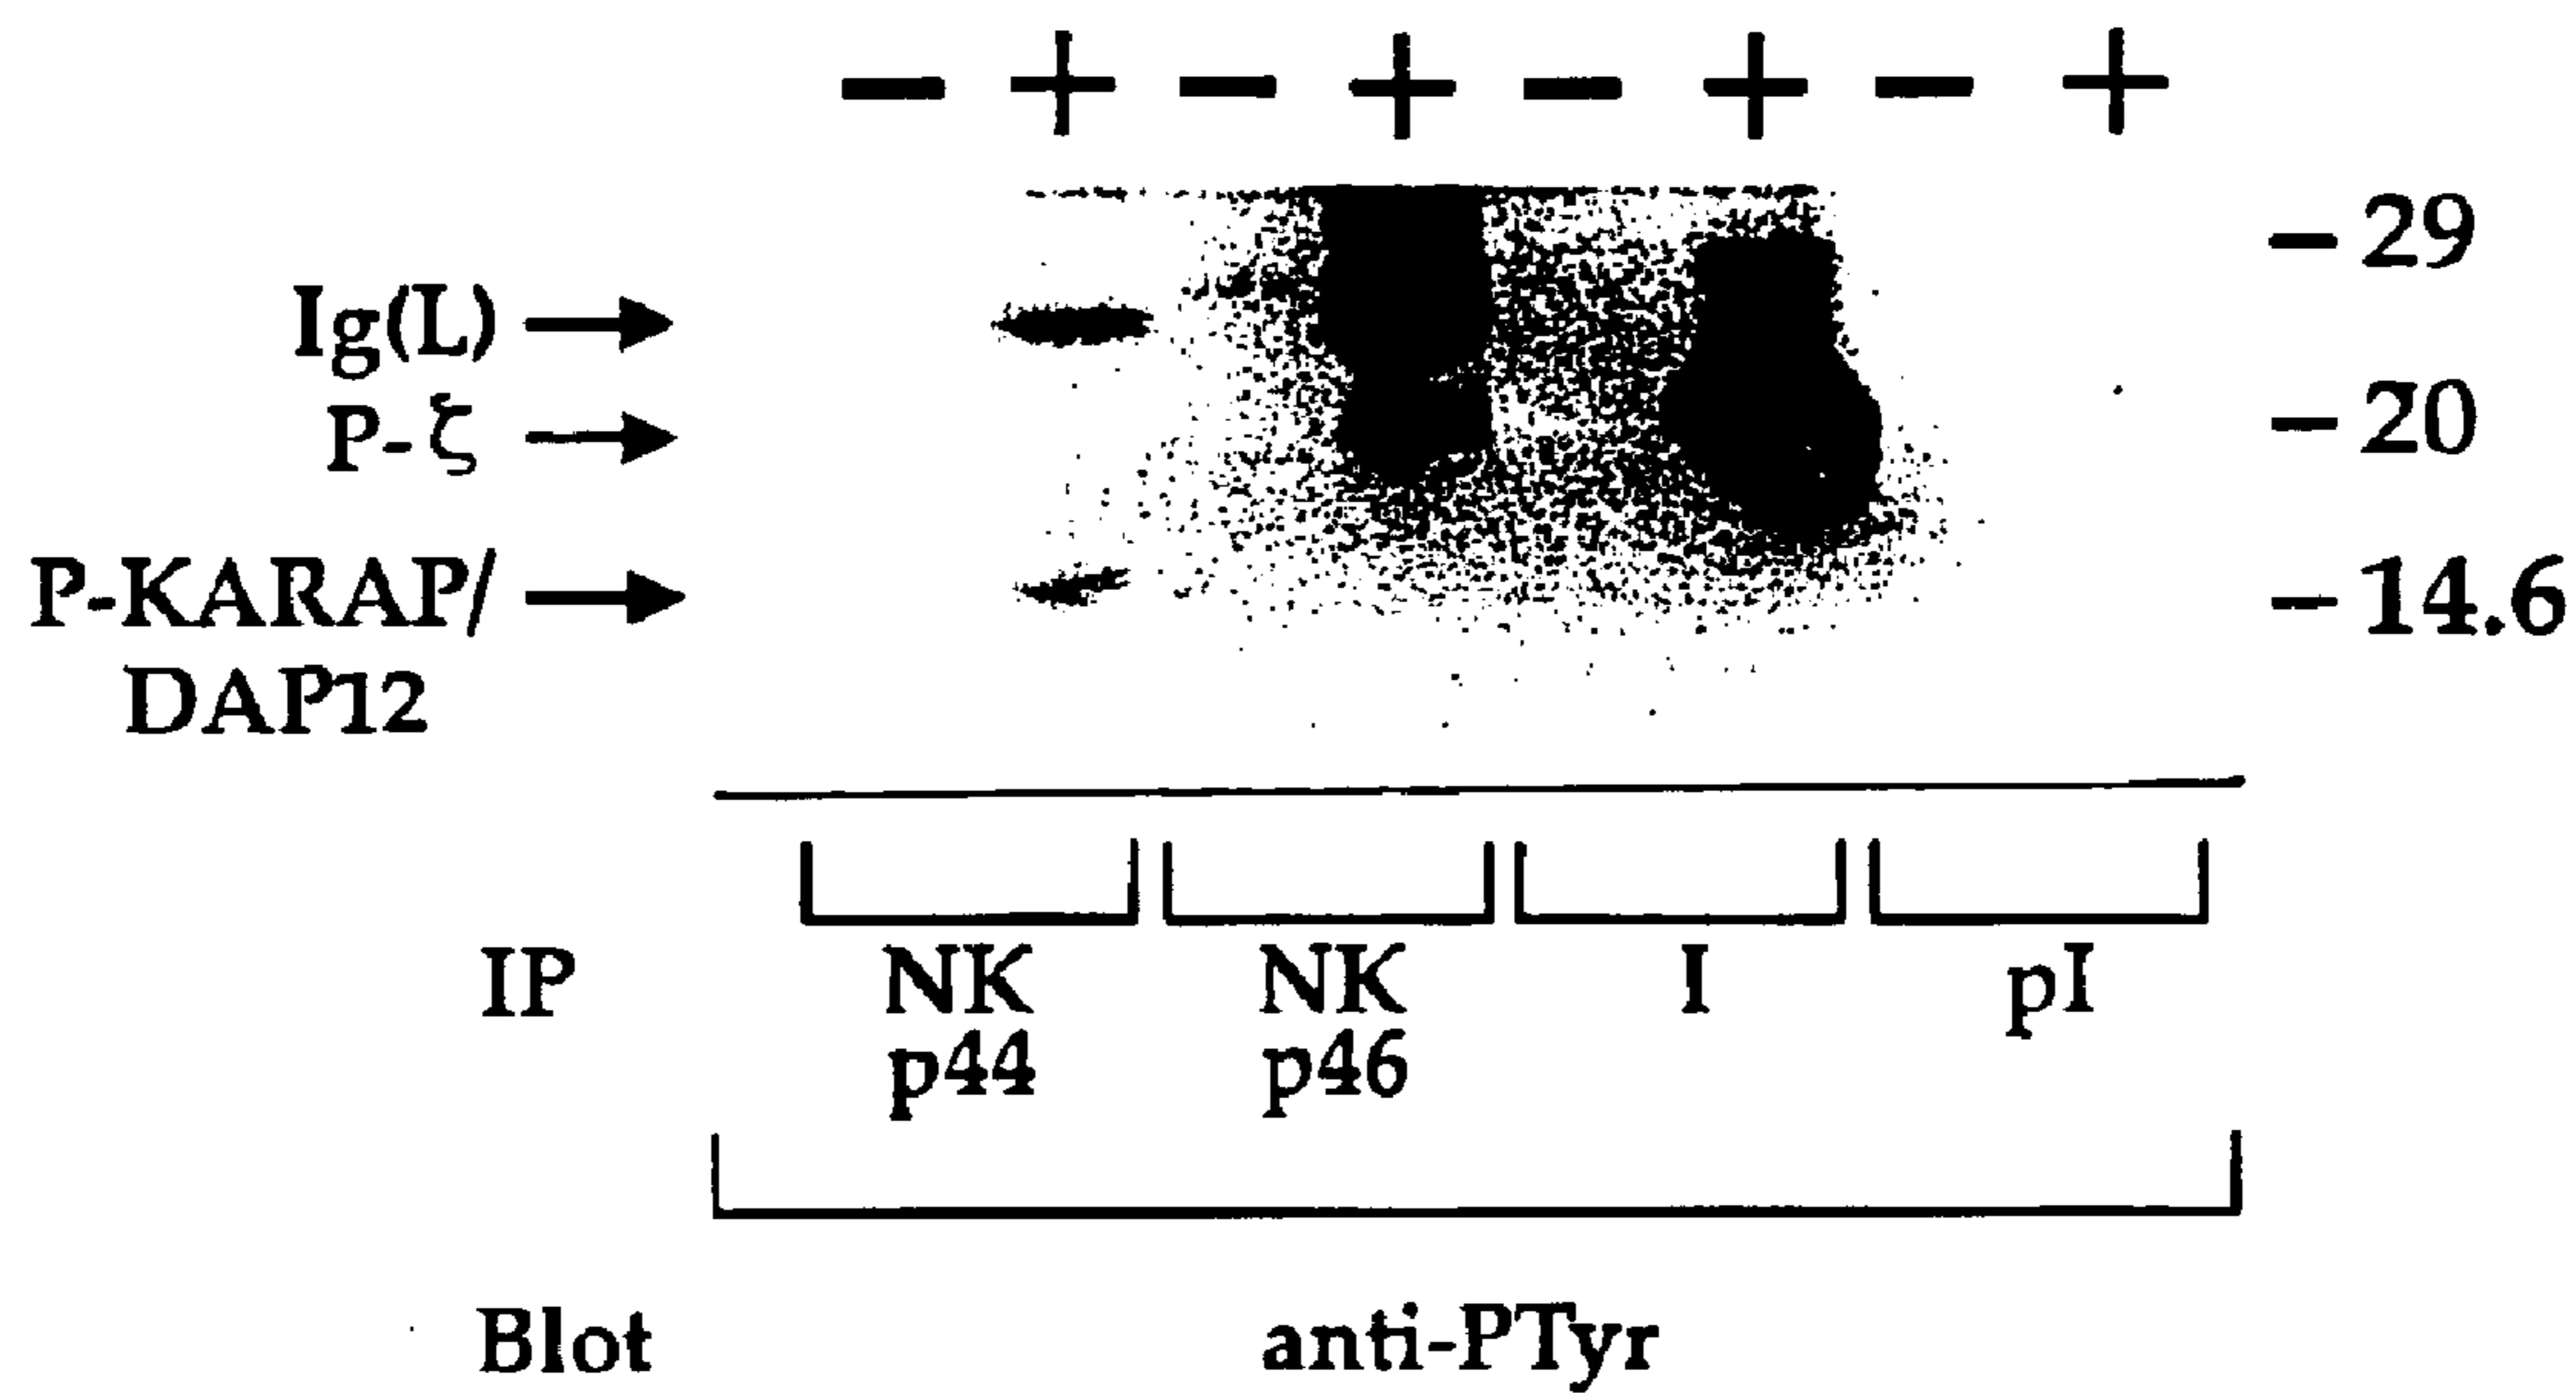 − + − + − + − +
Ig(L)
P-ζ
P-KARAP/
DAP12
− 29
− 20
− 14.6
IP
NK
p44
NK
p46
I
pI
Blot
anti-PTyr